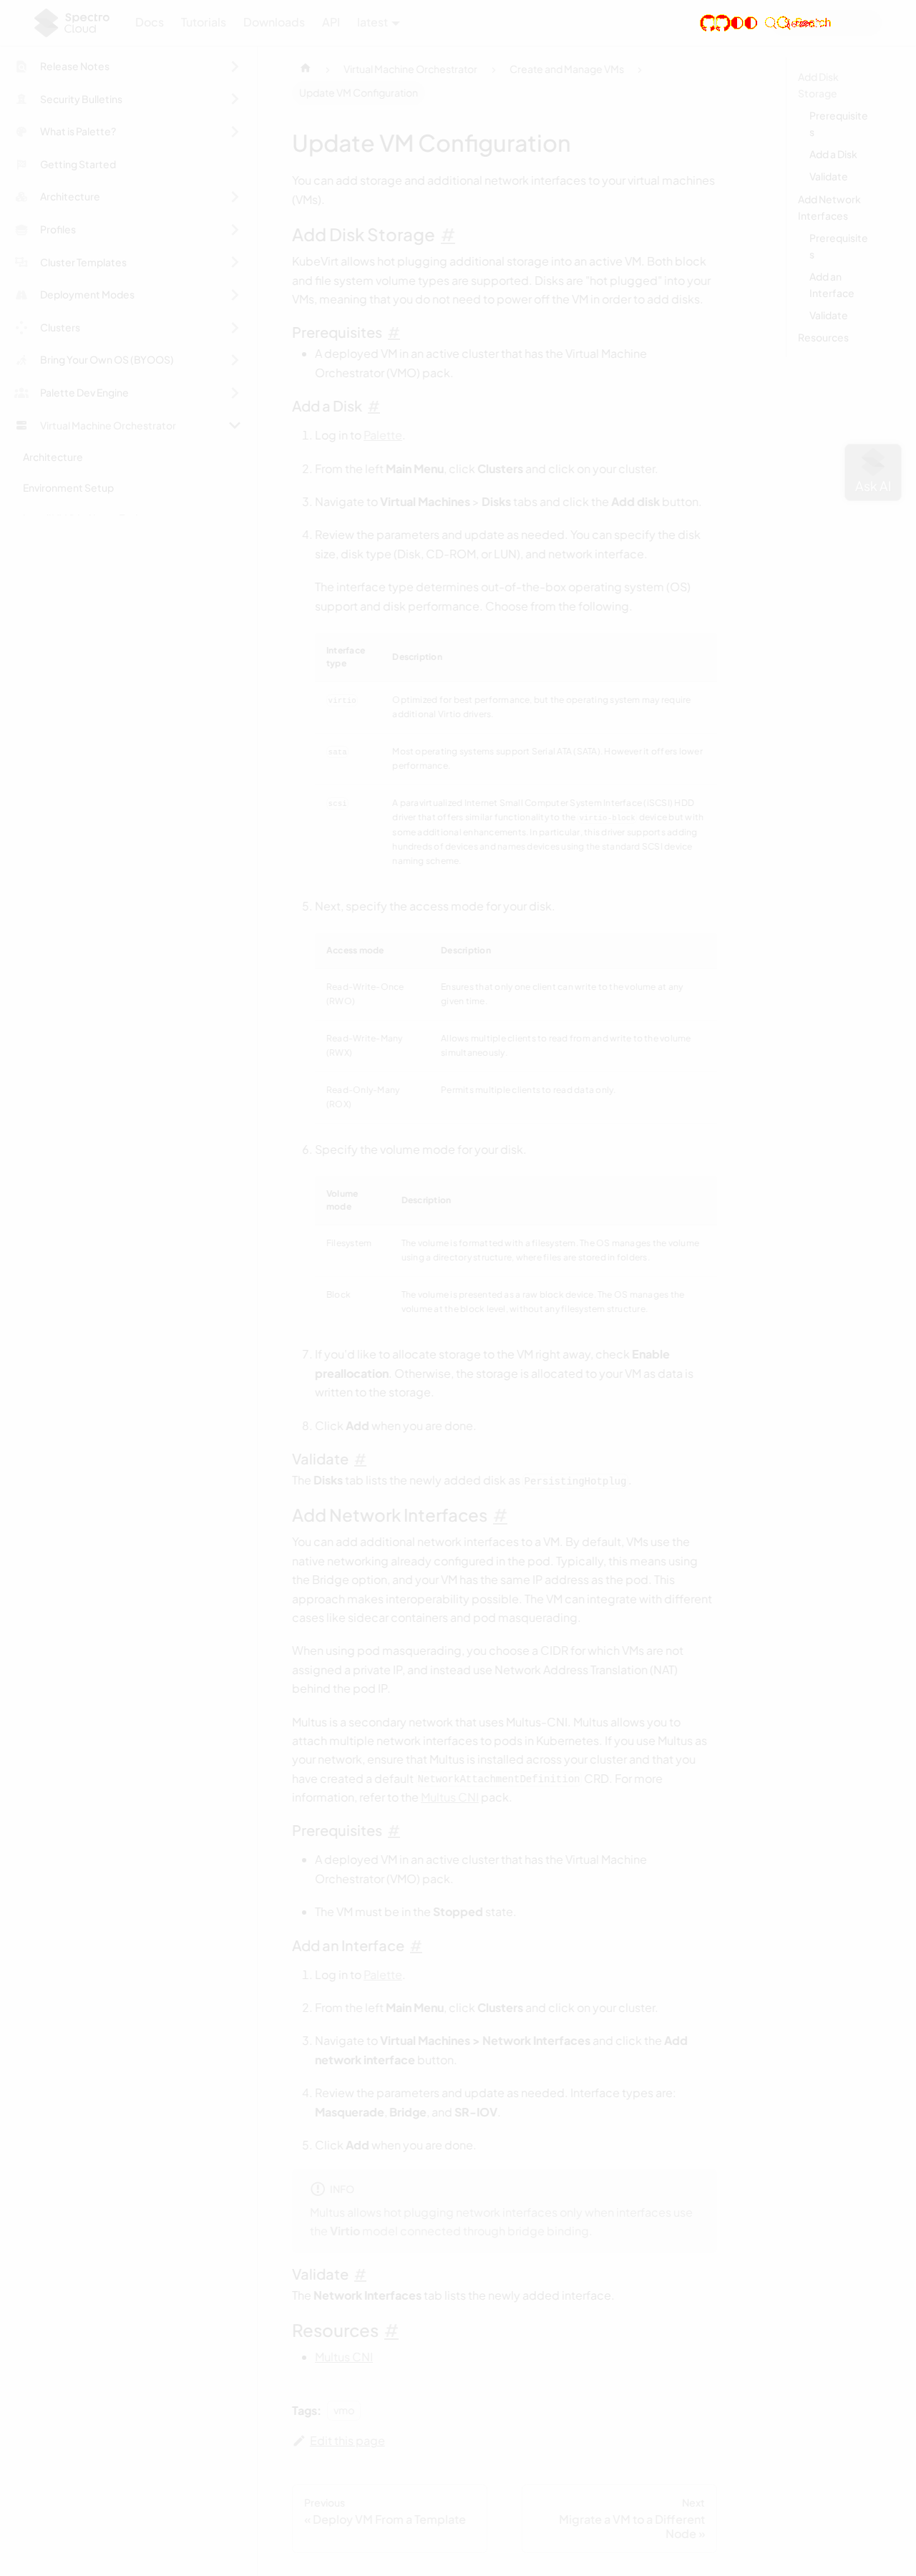 Spectro Cloud
Docs
Tutorials
Downloads
API
latest
Search
Release Notes
Security Bulletins
What is Palette?
Getting Started
Architecture
Profiles
Cluster Templates
Deployment Modes
Clusters
Bring Your Own OS (BYOOS)
Palette Dev Engine
Virtual Machine Orchestrator
Architecture
Environment Setup
Virtual Machine Orchestrator
Create and Manage VMs
Update VM Configuration
Update VM Configuration
You can add storage and additional network interfaces to your virtual machines
(VMs).
Add Disk Storage #
KubeVirt allows hot plugging additional storage into an active VM. Both block
and file system volume types are supported. Disks are "hot plugged" into your
VMs, meaning that you do not need to power off the VM in order to add disks.
Prerequisites #
A deployed VM in an active cluster that has the Virtual Machine
Orchestrator (VMO) pack.
Add a Disk #
1. Log in to Palette.
2. From the left Main Menu, click Clusters and click on your cluster.
3. Navigate to Virtual Machines > Disks tabs and click the Add disk button.
4. Review the parameters and update as needed. You can specify the disk
size, disk type (Disk, CD-ROM, or LUN), and network interface.
The interface type determines out-of-the-box operating system (OS)
support and disk performance. Choose from the following.
Interface type
Description
virtio
Optimized for best performance, but the operating system may require
additional Virtio drivers.
sata
Most operating systems support Serial ATA (SATA). However it offers lower
performance.
scsi
A paravirtualized Internet Small Computer System Interface (iSCSI) HDD
driver that offers similar functionality to the virtio-block device but with
some additional enhancements. In particular, this driver supports adding
hundreds of devices and names devices using the standard SCSI device
naming scheme.
5. Next, specify the access mode for your disk.
Access mode
Description
Read-Write-Once (RWO)
Ensures that only one client can write to the volume at any
given time.
Read-Write-Many (RWX)
Allows multiple clients to read from and write to the volume
simultaneously.
Read-Only-Many (ROX)
Permits multiple clients to read data only.
6. Specify the volume mode for your disk.
Volume mode
Description
Filesystem
The volume is formatted with a filesystem. The OS manages the volume
using a directory structure, where files are stored in folders.
Block
The volume is presented as a raw block device. The OS manages the
volume at the block level, without any filesystem structure.
7. If you'd like to allocate storage to the VM right away, check Enable
preallocation. Otherwise, the storage is allocated to your VM as data is
written to the storage.
8. Click Add when you are done.
Validate #
The Disks tab lists the newly added disk as PersistingHotplug.
Add Network Interfaces #
You can add additional network interfaces to a VM. By default, VMs use the
native networking already configured in the pod. Typically, this means using
the Bridge option, and your VM has the same IP address as the pod. This
approach makes interoperability possible. The VM can integrate with different
cases like sidecar containers and pod masquerading.
When using pod masquerading, you choose a CIDR for which VMs are not
assigned a private IP, and instead use Network Address Translation (NAT)
behind the pod IP.
Multus is a secondary network that uses Multus-CNI. Multus allows you to
attach multiple network interfaces to pods in Kubernetes. If you use Multus as
your network, ensure that Multus is installed across your cluster and that you
have created a default NetworkAttachmentDefinition CRD. For more
information, refer to the Multus CNI pack.
Prerequisites #
A deployed VM in an active cluster that has the Virtual Machine
Orchestrator (VMO) pack.
The VM must be in the Stopped state.
Add an Interface #
1. Log in to Palette.
2. From the left Main Menu, click Clusters and click on your cluster.
3. Navigate to Virtual Machines > Network Interfaces and click the Add
network interface button.
4. Review the parameters and update as needed. Interface types are:
Masquerade, Bridge, and SR-IOV.
5. Click Add when you are done.
INFO
Multus allows hot plugging network interfaces only when interfaces use
the Virtio model connected through bridge binding.
Validate #
The Network Interfaces tab lists the newly added interface.
Resources #
Multus CNI
Tags:
vmo
Edit this page
Previous
« Deploy VM From a Template
Next
Migrate a VM to a Different
Node »
Add Disk
Storage
Prerequisite
s
Add a Disk
Validate
Add Network
Interfaces
Prerequisite
s
Add an
Interface
Validate
Resources
Ask AI